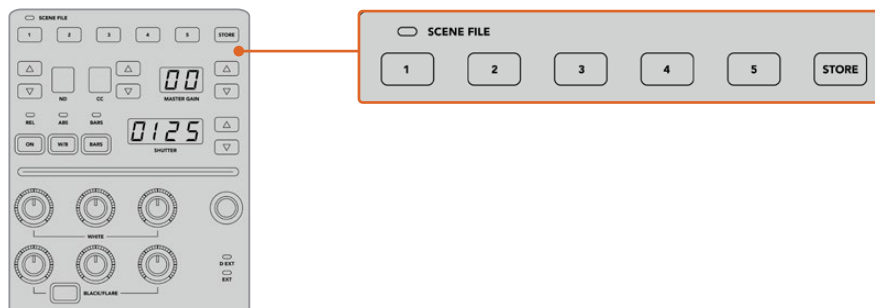 SCENE FILE
1 2 3 4 5 STORE
ND CC 00
MASTER GAIN
REL ABS BARS
ON W/B BARS 0125
SHUTTER
WHITE
D EXT
EXT
BLACK/FLARE
SCENE FILE
1 2 3 4 5 STORE